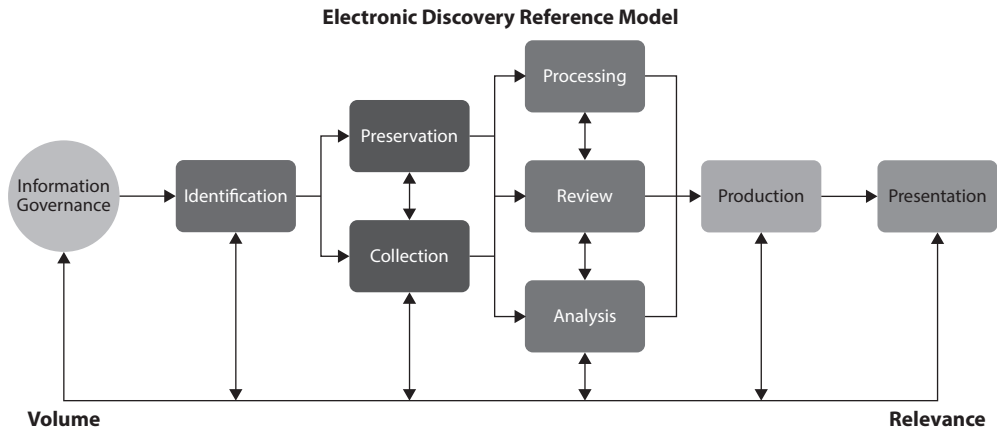 Electronic Discovery Reference Model
Information
Governance
Identification
Preservation
Collection
Processing
Review
Analysis
Production
Presentation
Volume
Relevance